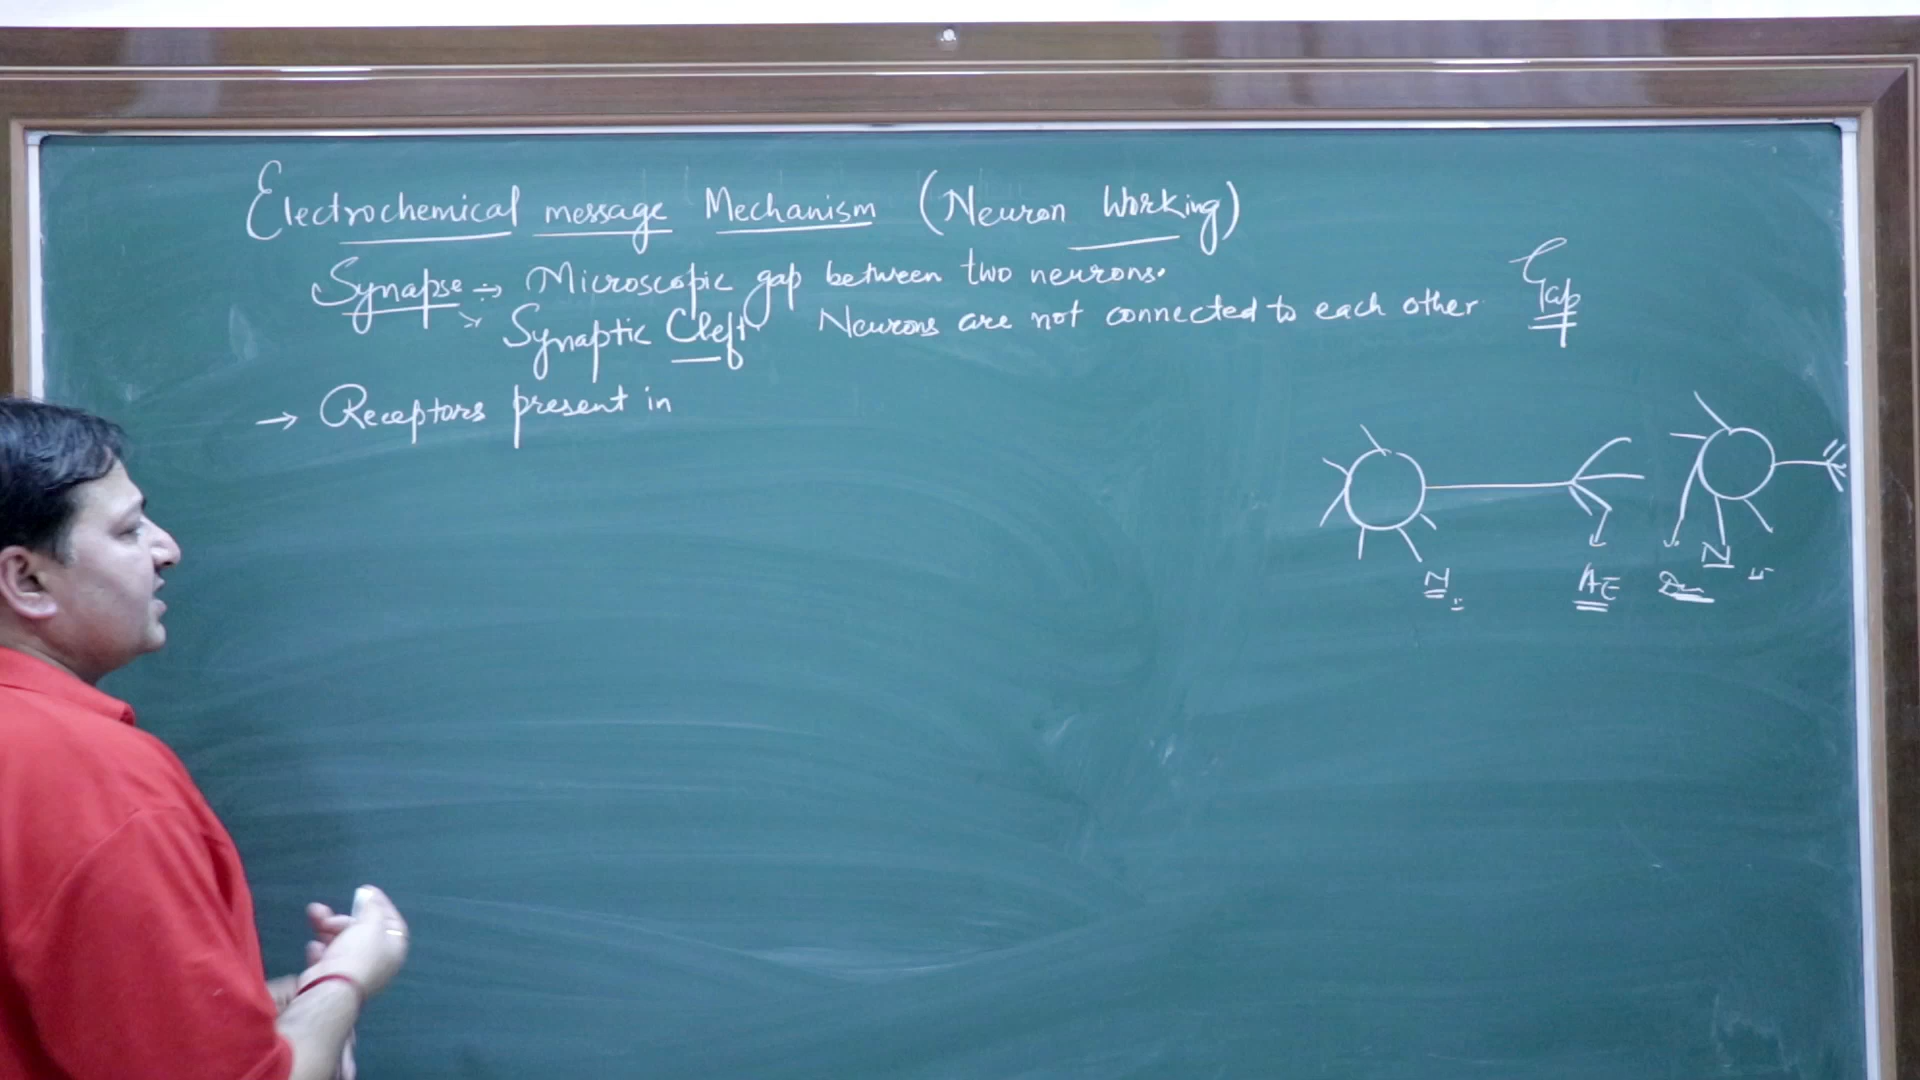 Electrochemical message Mechanism (Neuron Working)
Synapse :→ Microscopic gap between two neurons.
→ Synaptic Cleft. Neurons are not connected to each other
Gap
→ Receptors present in
N
AE
N